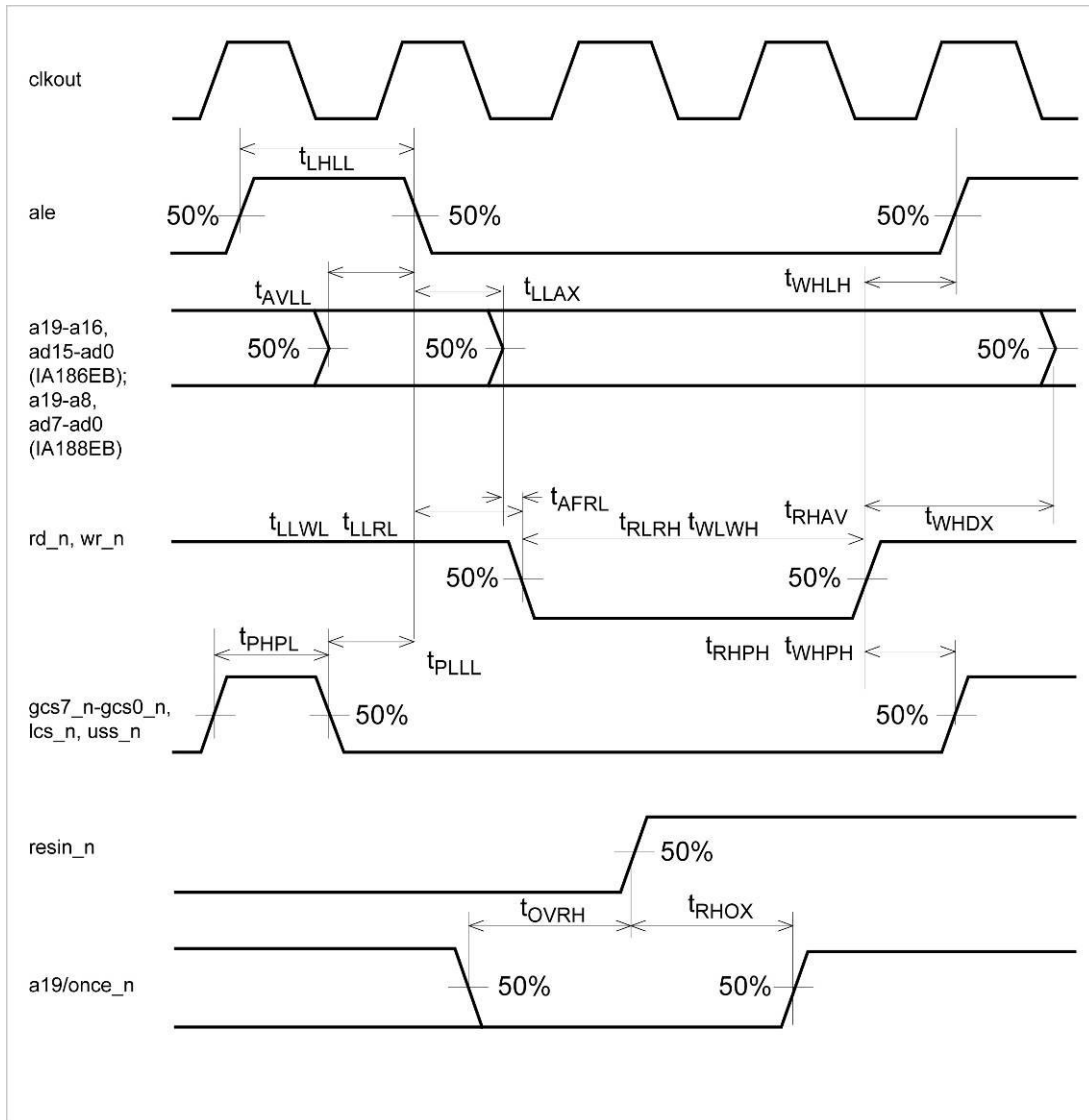 clkout
tLHLL
ale
50%
50%
50%
tAVLL
tLLAX
tWHLH
a19-a16,
ad15-ad0
(IA186EB);
a19-a8,
ad7-ad0
(IA188EB)
50%
50%
50%
tAFRL
tLLWL tLLRL
tRLRH tWLWH
tRHAV
tWHDX
rd_n, wr_n
50%
50%
tPHPL
tPLLL
tRHPH tWHPH
gcs7_n-gcs0_n,
lcs_n, uss_n
50%
50%
resin_n
50%
tOVRH
tRHOX
a19/once_n
50%
50%